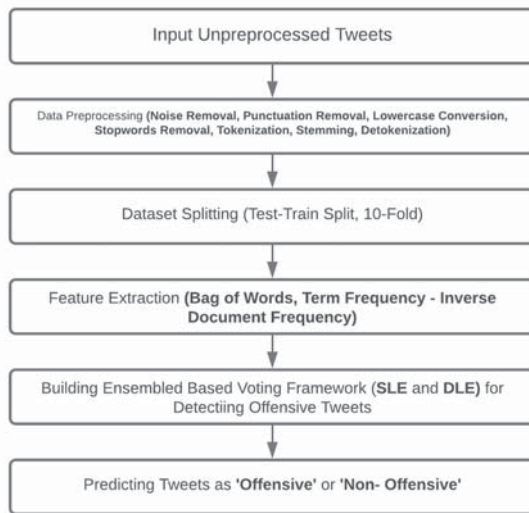 Input Unpreprocessed Tweets
Data Preprocessing (Noise Removal, Punctuation Removal, Lowercase Conversion,
Stopwords Removal, Tokenization, Stemming, Detokenization)
Dataset Splitting (Test-Train Split, 10-Fold)
Feature Extraction (Bag of Words, Term Frequency - Inverse
Document Frequency)
Building Ensembled Based Voting Framework (SLE and DLE) for
Detectiing Offensive Tweets
Predicting Tweets as 'Offensive' or 'Non- Offensive'